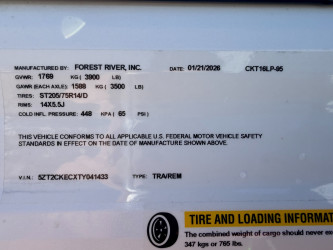 MANUFACTURED BY: FOREST RIVER, INC. DATE: 01/21/2026 CXT16LP-95
GVWR: 1769 KG ( 3900 LB)
GAWR (EACH AXLE): 1588 KG ( 3500 LB)
TIRES: ST205/75R14/D
RIMS: 14X5.5J
COLD INFL. PRESSURE: 448 KPA ( 65 PSI)
THIS VEHICLE CONFORMS TO ALL APPLICABLE U.S. FEDERAL MOTOR VEHICLE SAFETY
STANDARDS IN EFFECT ON THE DATE OF MANUFACTURE SHOWN ABOVE.
V.I.N.: 5ZT2CKECXTY041433 TYPE: TRA/REM
TIRE AND LOADING INFORMAT
The combined weight of cargo should never exc
347 kgs or 765 lbs.